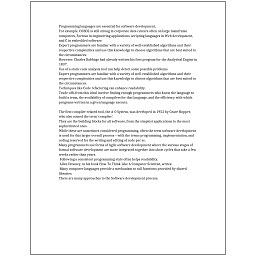 Programming languages are essential for software development.
For example, COBOL is still strong in corporate data centers often on large mainframe
computers, Fortran in engineering applications, scripting languages in Web development,
and C in embedded software.
Expert programmers are familiar with a variety of well-established algorithms and their
respective complexities and use this knowledge to choose algorithms that are best suited to
the circumstances.
However, Charles Babbage had already written his first program for the Analytical Engine in
1837.
Use of a static code analysis tool can help detect some possible problems.
Expert programmers are familiar with a variety of well-established algorithms and their
respective complexities and use this knowledge to choose algorithms that are best suited to
the circumstances.
Techniques like Code refactoring can enhance readability.
Trade-offs from this ideal involve finding enough programmers who know the language to
build a team, the availability of compilers for that language, and the efficiency with which
programs written in a given language execute.
The first compiler related tool, the A-0 System, was developed in 1952 by Grace Hopper,
who also coined the term 'compiler'.
They are the building blocks for all software, from the simplest applications to the most
sophisticated ones.
While these are sometimes considered programming, often the term software development
is used for this larger overall process – with the terms programming, implementation, and
coding reserved for the writing and editing of code per se.
Many programmers use forms of Agile software development where the various stages of
formal software development are more integrated together into short cycles that take a few
weeks rather than years.
Following a consistent programming style often helps readability.
Allen Downey, in his book How To Think Like A Computer Scientist, writes:
Many computer languages provide a mechanism to call functions provided by shared
libraries.
There are many approaches to the Software development process.